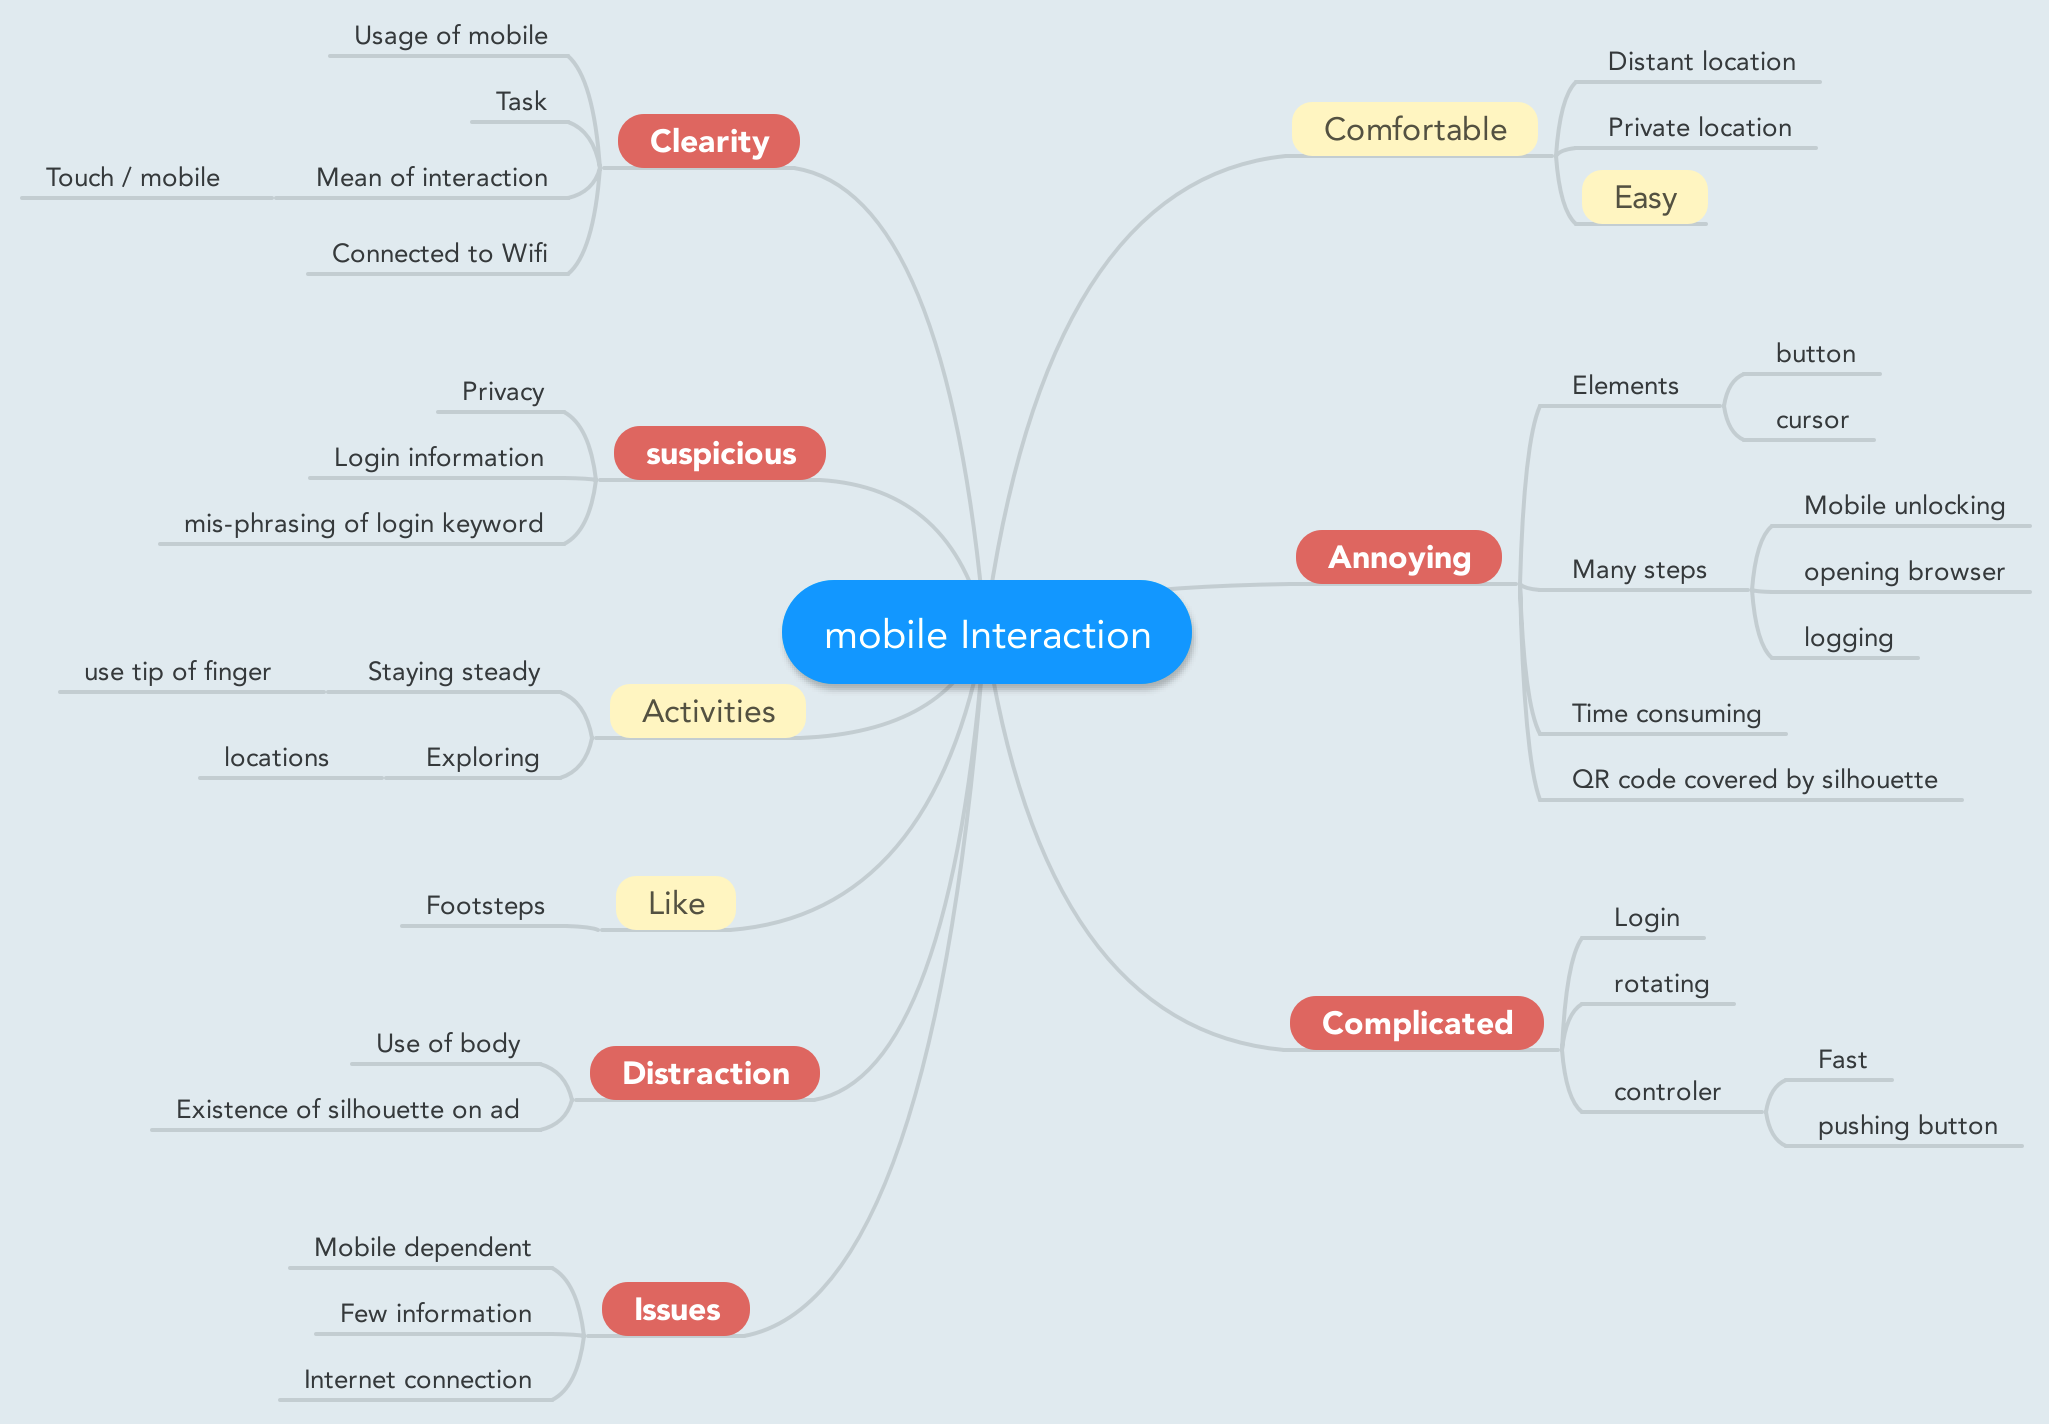 mobile Interaction
Clearity
Usage of mobile
Task
Mean of interaction
Touch / mobile
Connected to Wifi
suspicious
Privacy
Login information
mis-phrasing of login keyword
Activities
Staying steady
use tip of finger
Exploring
locations
Like
Footsteps
Distraction
Use of body
Existence of silhouette on ad
Issues
Mobile dependent
Few information
Internet connection
Comfortable
Distant location
Private location
Easy
Annoying
Elements
button
cursor
Many steps
Mobile unlocking
opening browser
logging
Time consuming
QR code covered by silhouette
Complicated
Login
rotating
controler
Fast
pushing button